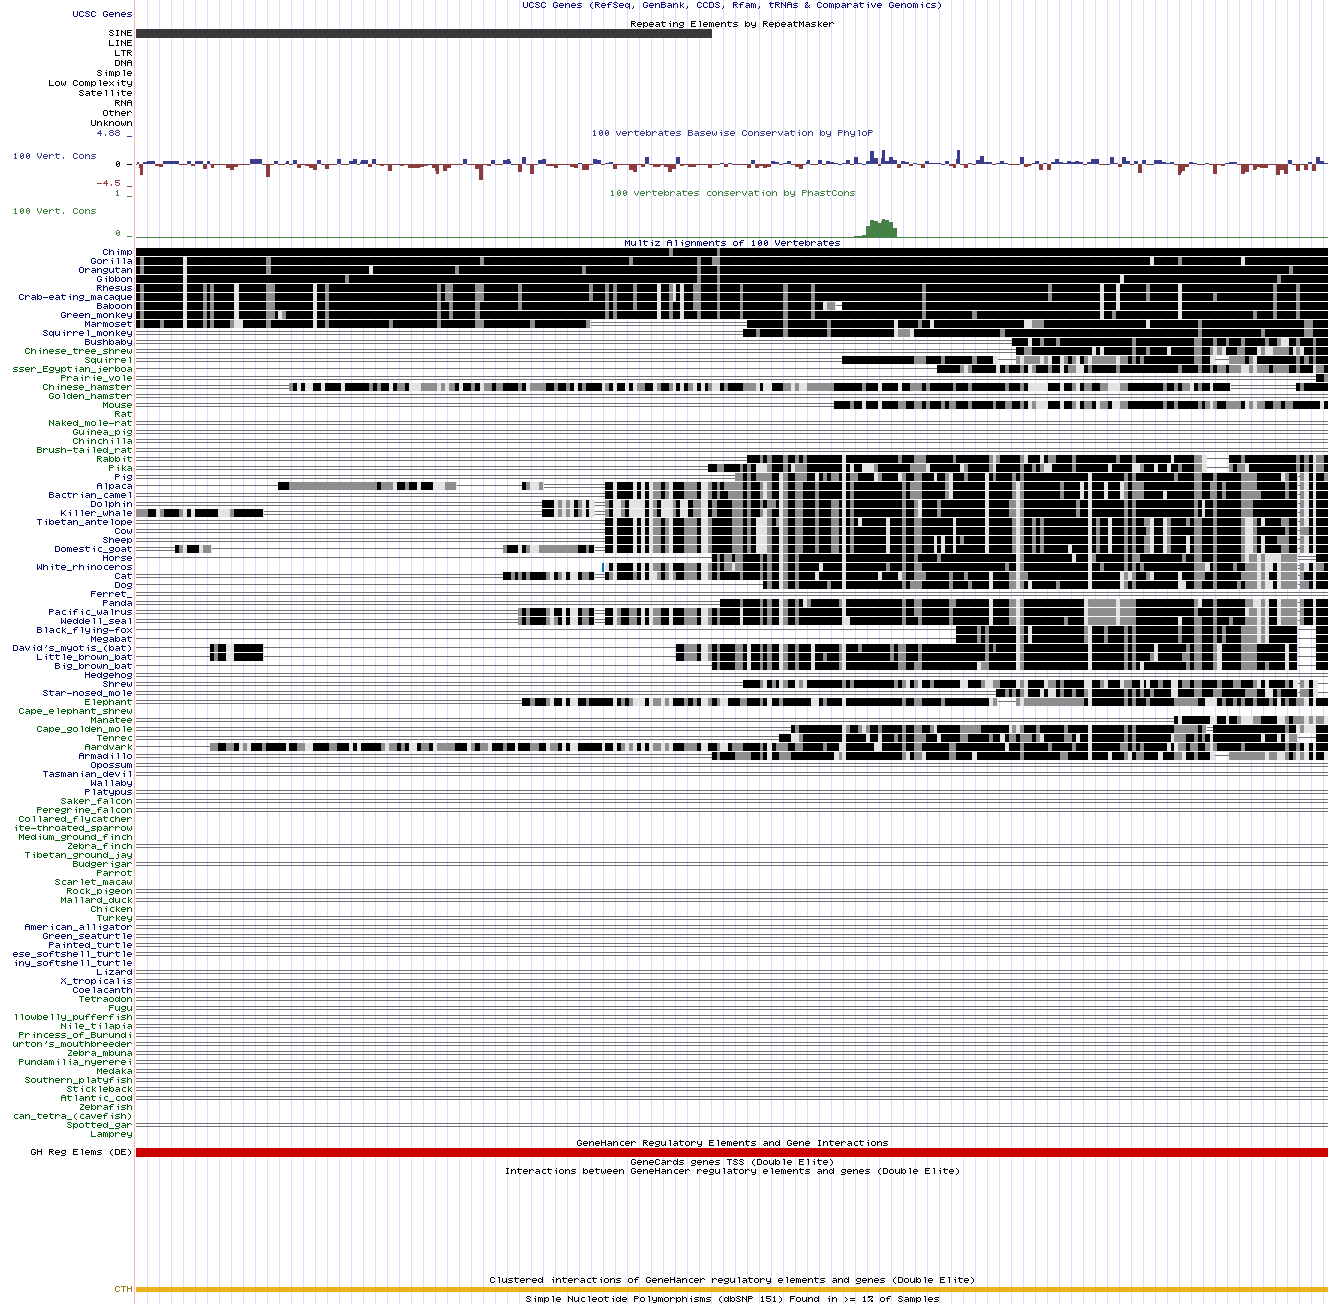 UCSC Genes (RefSeq, GenBank, CCDS, Rfam, tRNAs & Comparative Genomics)
UCSC Genes
Repeating Elements by RepeatMasker
SINE
LINE
LTR
DNA
Simple
Low Complexity
Satellite
RNA
Other
Unknown
4.88 _
100 vertebrates Basewise Conservation by PhyloP
100 Vert. Cons
0 _
-4.5 _
1 _
100 vertebrates conservation by PhastCons
100 Vert. Cons
0 _
Multiz Alignments of 100 Vertebrates
Chimp
Gorilla
Orangutan
Gibbon
Rhesus
Crab-eating_macaque
Baboon
Green_monkey
Marmoset
Squirrel_monkey
Bushbaby
Chinese_tree_shrew
Squirrel
sser_Egyptian_jerboa
Prairie_vole
Chinese_hamster
Golden_hamster
Mouse
Rat
Naked_mole-rat
Guinea_pig
Chinchilla
Brush-tailed_rat
Rabbit
Pika
Pig
Alpaca
Bactrian_camel
Dolphin
Killer_whale
Tibetan_antelope
Cow
Sheep
Domestic_goat
Horse
White_rhinoceros
Cat
Dog
Ferret_
Panda
Pacific_walrus
Weddell_seal
Black_flying-fox
Megabat
David's_myotis_(bat)
Little_brown_bat
Big_brown_bat
Hedgehog
Shrew
Star-nosed_mole
Elephant
Cape_elephant_shrew
Manatee
Cape_golden_mole
Tenrec
Aardvark
Armadillo
Opossum
Tasmanian_devil
Wallaby
Platypus
Saker_falcon
Peregrine_falcon
Collared_flycatcher
ite-throated_sparrow
Medium_ground_finch
Zebra_finch
Tibetan_ground_jay
Budgerigar
Parrot
Scarlet_macaw
Rock_pigeon
Mallard_duck
Chicken
Turkey
American_alligator
Green_seaturtle
Painted_turtle
ese_softshell_turtle
iny_softshell_turtle
Lizard
X_tropicalis
Coelacanth
Tetraodon
Fugu
llowbelly_pufferfish
Nile_tilapia
Princess_of_Burundi
urton's_mouthbreeder
Zebra_mbuna
Pundamilia_nyererei
Medaka
Southern_platyfish
Stickleback
Atlantic_cod
Zebrafish
can_tetra_(cavefish)
Spotted_gar
Lamprey
GeneHancer Regulatory Elements and Gene Interactions
GH Reg Elems (DE)
GeneCards genes TSS (Double Elite)
Interactions between GeneHancer regulatory elements and genes (Double Elite)
Clustered interactions of GeneHancer regulatory elements and genes (Double Elite)
CTH
Simple Nucleotide Polymorphisms (dbSNP 151) Found in >= 1% of Samples